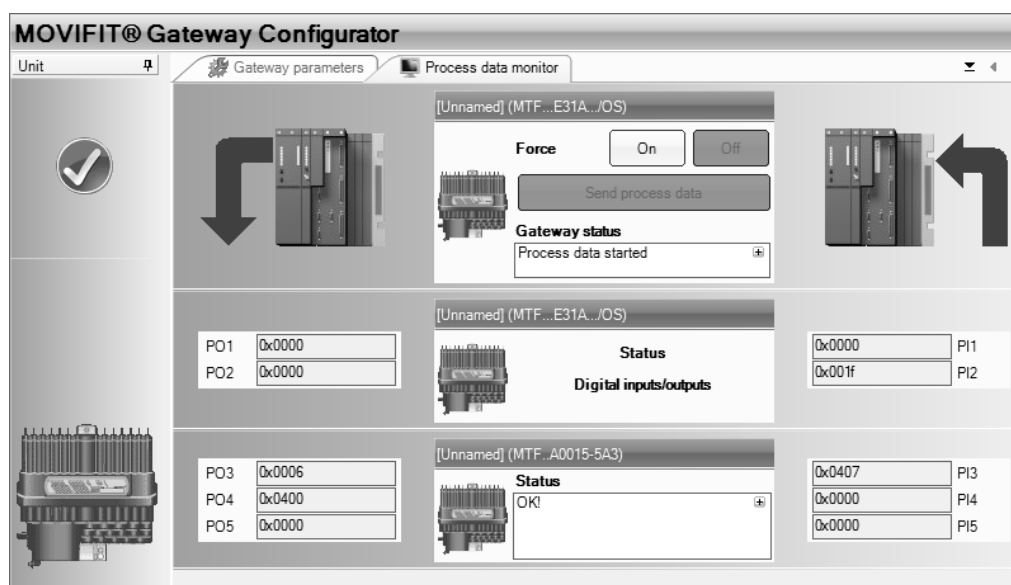 MOVIFIT® Gateway Configurator
Unit
Gateway parameters
Process data monitor
[Unnamed] (MTF...E31A.../OS)
Force
On
Off
Send process data
Gateway status
Process data started
[Unnamed] (MTF...E31A.../OS)
PO1 0x0000
PO2 0x0000
Status
Digital inputs/outputs
0x0000 PI1
0x001f PI2
[Unnamed] (MTF..A0015-5A3)
PO3 0x0006
PO4 0x0400
PO5 0x0000
Status
OK!
0x0407 PI3
0x0000 PI4
0x0000 PI5